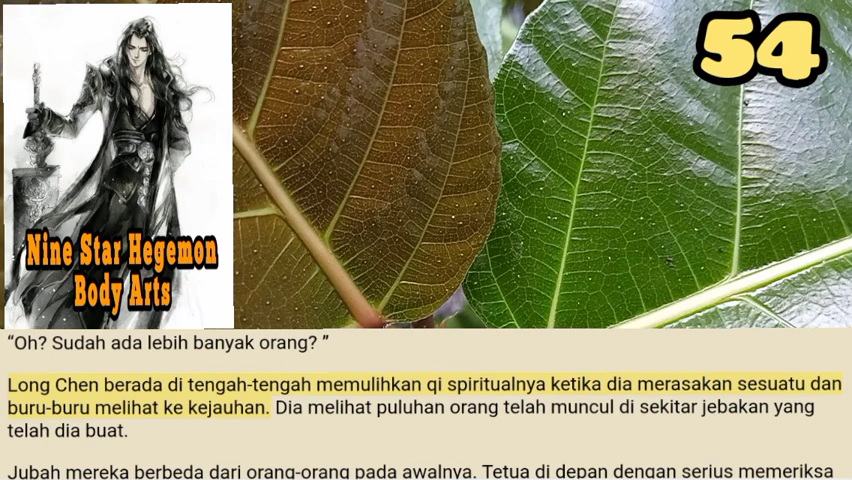 54
Nine Star Hegemon
Body Arts
“Oh? Sudah ada lebih banyak orang? ”
Long Chen berada di tengah-tengah memulihkan qi spiritualnya ketika dia merasakan sesuatu dan
buru-buru melihat ke kejauhan. Dia melihat puluhan orang telah muncul di sekitar jebakan yang
telah dia buat.
Jubah mereka berbeda dari orang-orang pada awalnya. Tetua di depan dengan serius memeriksa